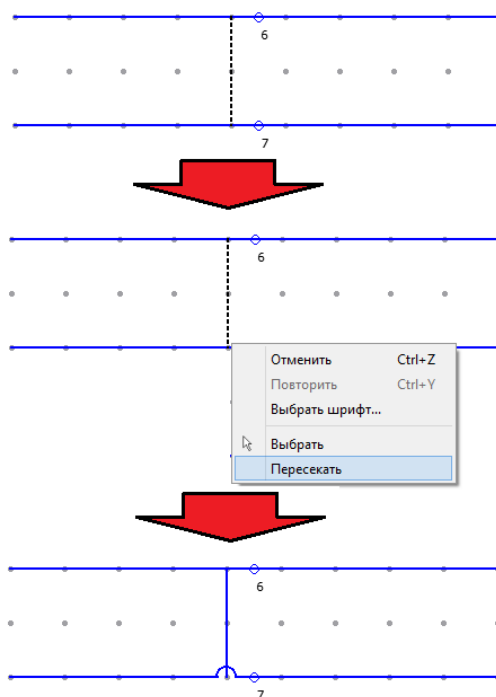 6
7
6
Отменить Ctrl+Z
Повторить Ctrl+Y
Выбрать шрифт...
Выбрать
Пересекать
6
7